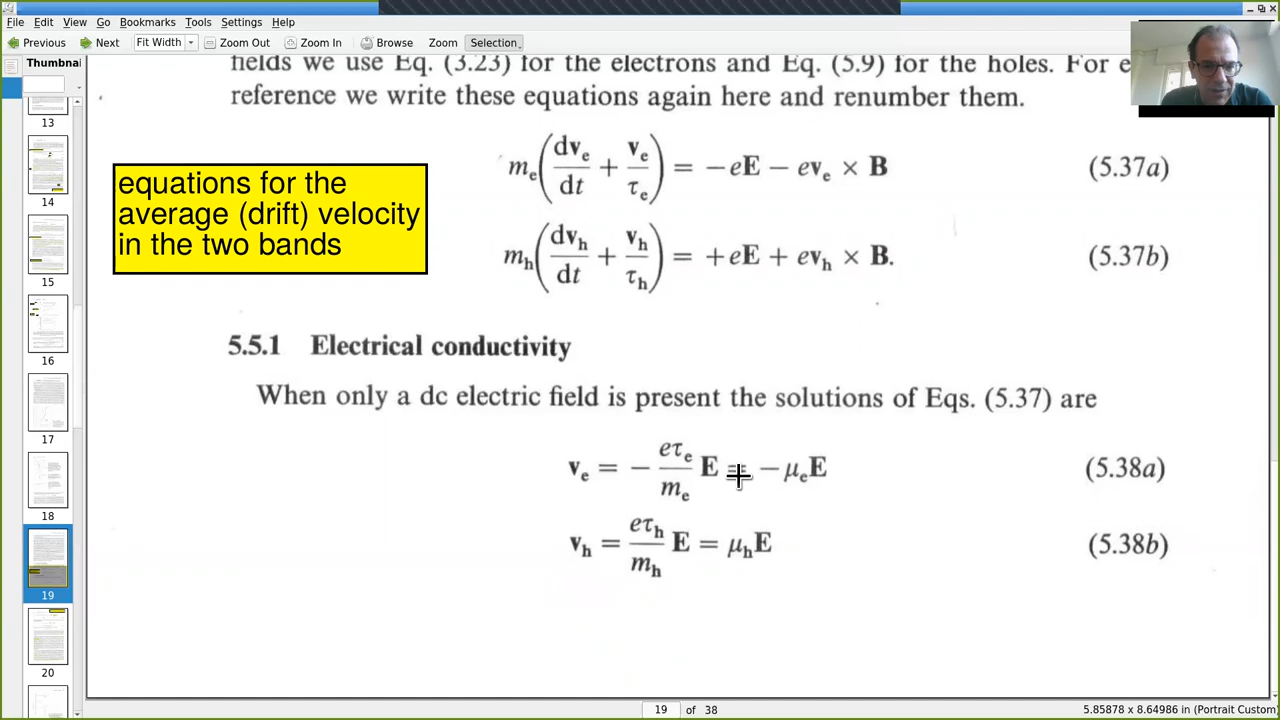 File Edit View Go Bookmarks Tools Settings Help
Previous Next Fit Width Zoom Out Zoom In Browse Zoom Selection
Thumbnai
13
14
15
16
17
18
19
20
fields we use Eq. (3.23) for the electrons and Eq. (5.9) for the holes. For e
reference we write these equations again here and renumber them.
m_e(dv_e/dt + v_e/τ_e) = −eE − ev_e × B (5.37a)
equations for the
average (drift) velocity
in the two bands
m_h(dv_h/dt + v_h/τ_h) = +eE + ev_h × B. (5.37b)
5.5.1 Electrical conductivity
When only a dc electric field is present the solutions of Eqs. (5.37) are
v_e = − eτ_e/m_e E = −μ_eE (5.38a)
v_h = eτ_h/m_h E = μ_hE (5.38b)
19 of 38
5.85878 x 8.64986 in (Portrait Custom)